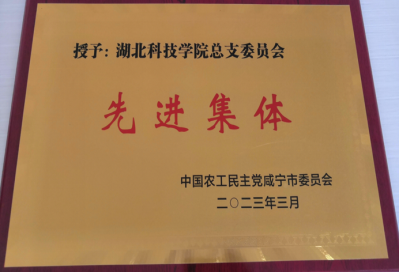 授予：湖北科技学院总支委员会
先进集体
中国农工民主党咸宁市委员会
二〇二三年三月